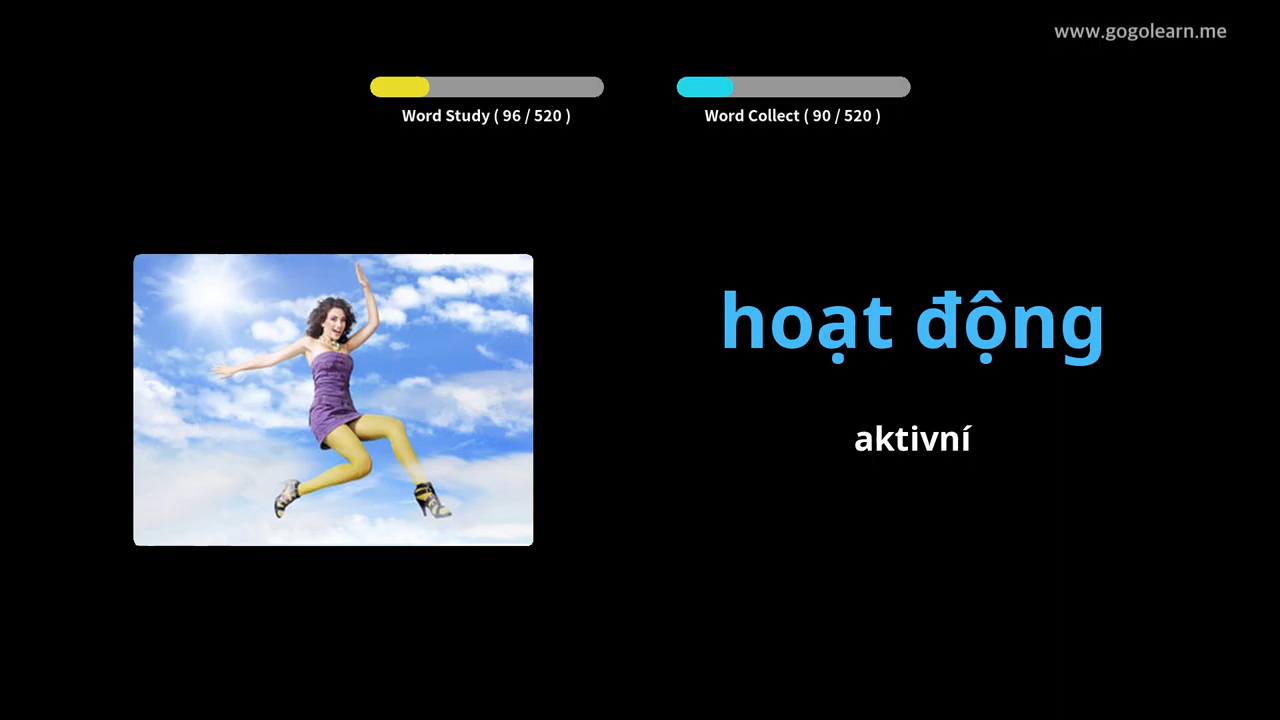 www.gogolearn.me
Word Study ( 96 / 520 )
Word Collect ( 90 / 520 )
hoạt động
aktivní